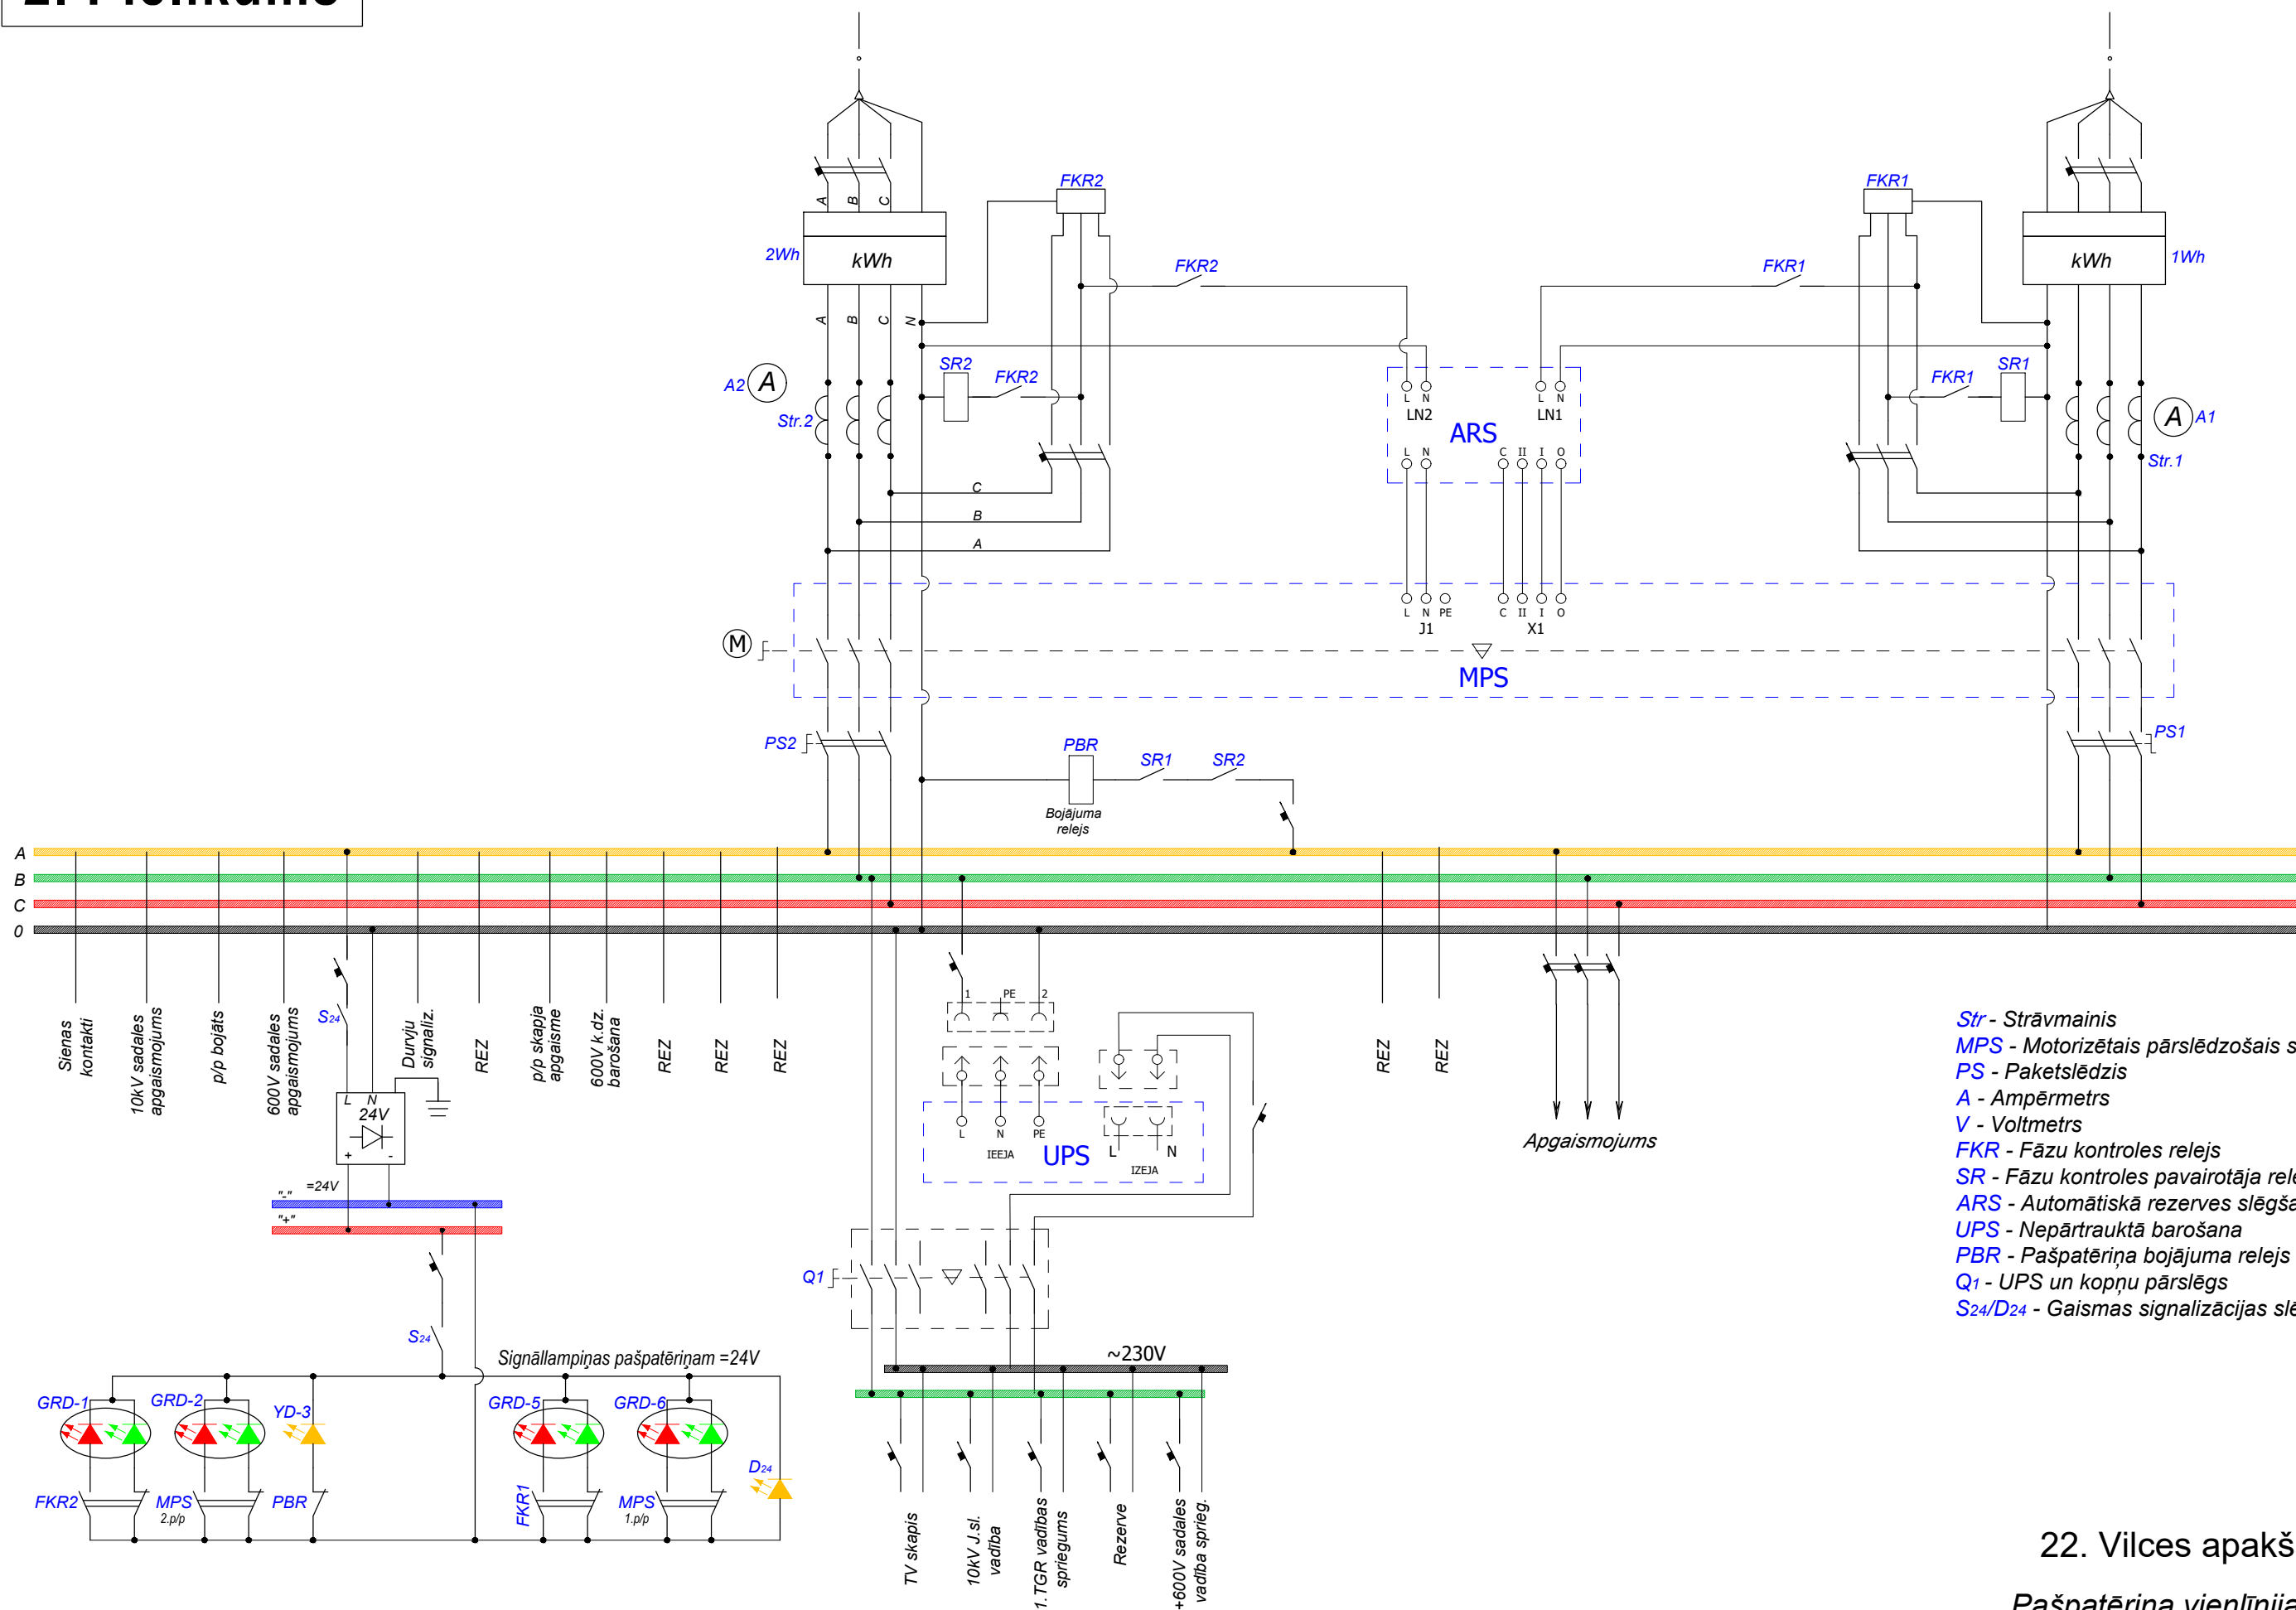 FKR2
FKR1
A
B
C
2Wh
kWh
kWh
1Wh
FKR2
FKR1
A
B
C
N
A2
A
SR2
FKR2
Str.2
L
N
LN2
L
N
LN1
ARS
L
N
C
II
I
O
FKR1
SR1
A
A1
Str.1
C
B
A
M
L
N
PE
J1
C
II
I
O
X1
MPS
PS2
PBR
SR1
SR2
PS1
Bojājuma
relejs
A
B
C
0
Sienas
kontakti
10kV sadales
apgaismojums
p/p bojāts
600V sadales
apgaismojums
S24
Durvju
signaliz.
REZ
p/p skapja
apgaisme
600V k.dz.
barošana
REZ
REZ
REZ
REZ
REZ
1
PE
2
L
N
24V
+
-
L
N
PE
IEEJA
UPS
L
N
IZEJA
Apgaismojums
Str - Strāvmainis
MPS - Motorizētais pārslēdzošais s
PS - Paketslēdzis
A - Ampērmetrs
V - Voltmetrs
FKR - Fāzu kontroles relejs
SR - Fāzu kontroles pavairotāja
ARS - Automātiskā rezerves
UPS - Nepārtrauktā barošana
PBR - Pašpatēriņa bojājuma relejs
Q1 - UPS un kopņu pārslēgs
S24/D24 - Gaismas signalizācijas
"-"
=24V
"+"
Q1
S24
Signāllampiņas pašpatēriņam =24V
~230V
GRD-1
GRD-2
YD-3
GRD-5
GRD-6
D24
FKR2
MPS
2.p/p
PBR
FKR1
MPS
1.p/p
TV skapis
10kV J.sl.
vadība
1.TGR vadības
spriegums
Rezerve
+600V sadales
vadība sprieg.
22. Vilces
Pašpatēriņa